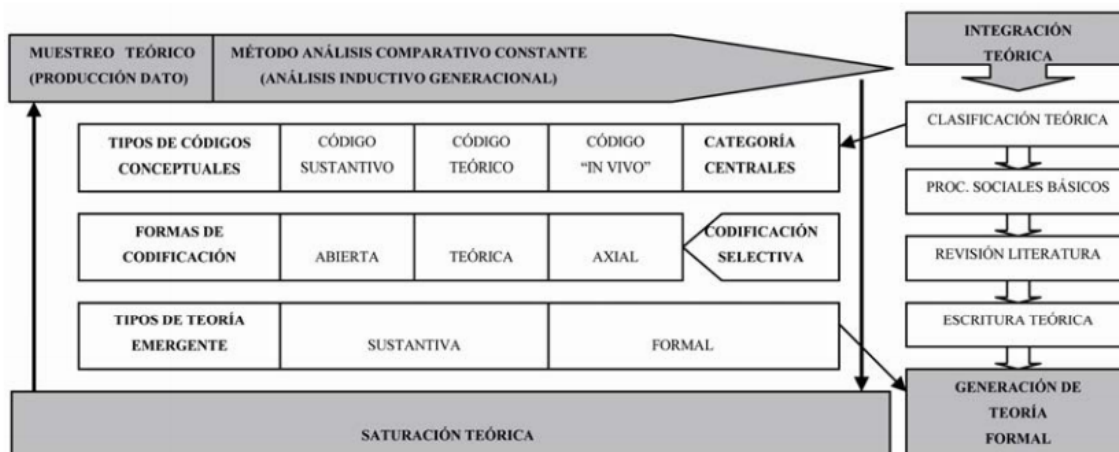 MUESTREO TEÓRICO
(PRODUCCIÓN DATO)
MÉTODO ANÁLISIS COMPARATIVO CONSTANTE
(ANÁLISIS INDUCTIVO GENERACIONAL)
TIPOS DE CÓDIGOS
CONCEPTUALES
CÓDIGO
SUSTANTIVO
CÓDIGO
TEÓRICO
CÓDIGO
“IN VIVO”
CATEGORÍA
CENTRALES
FORMAS DE
CODIFICACIÓN
ABIERTA
TEÓRICA
AXIAL
CODIFICACIÓN
SELECTIVA
TIPOS DE TEORÍA
EMERGENTE
SUSTANTIVA
FORMAL
SATURACIÓN TEÓRICA
INTEGRACIÓN
TEÓRICA
CLASIFICACIÓN TEÓRICA
PROC. SOCIALES BÁSICOS
REVISIÓN LITERATURA
ESCRITURA TEÓRICA
GENERACIÓN DE
TEORÍA
FORMAL